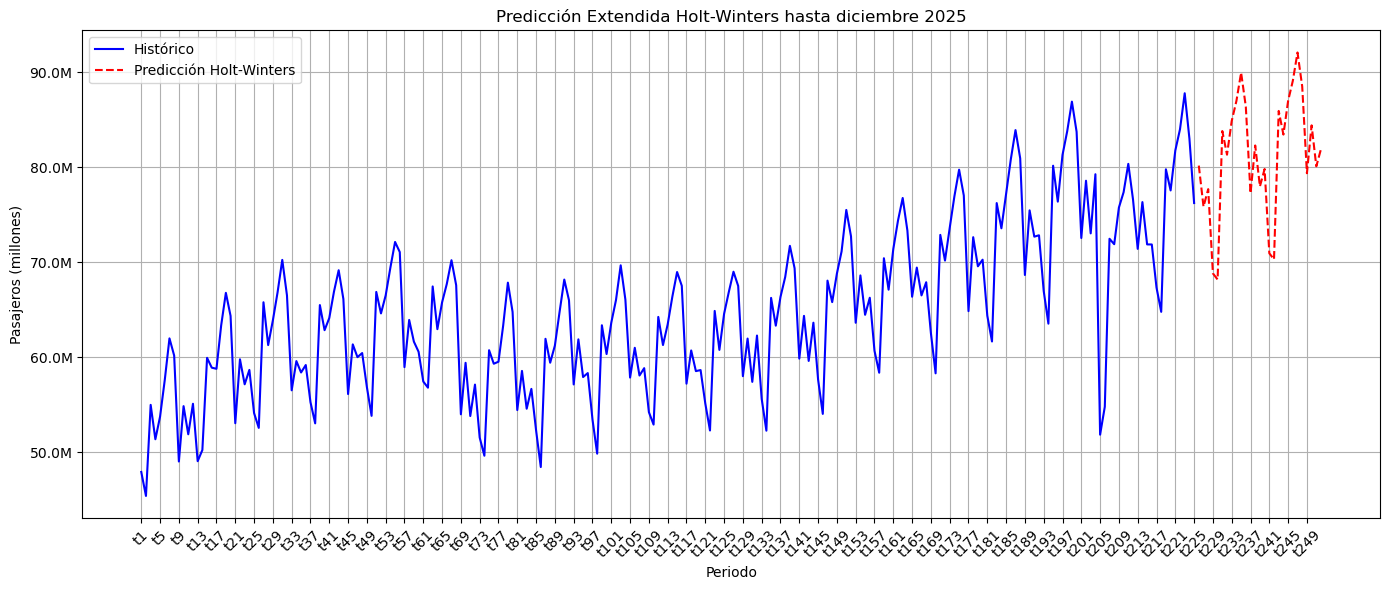 Predicción Extendida Holt-Winters hasta diciembre 2025
Histórico
Predicción Holt-Winters
Pasajeros (millones)
90.0M
80.0M
70.0M
60.0M
50.0M
t1 t5 t9 t13 t17 t21 t25 t29 t33 t37 t41 t45 t49 t53 t57 t61 t65 t69 t73 t77 t81 t85 t89 t93 t97 t101 t105 t109 t113 t117 t121 t125 t129 t133 t137 t141 t145 t149 t153 t157 t161 t165 t169 t173 t177 t181 t185 t189 t193 t197 t201 t205 t209 t213 t217 t221 t225 t229 t233 t237 t241 t245 t249
Periodo